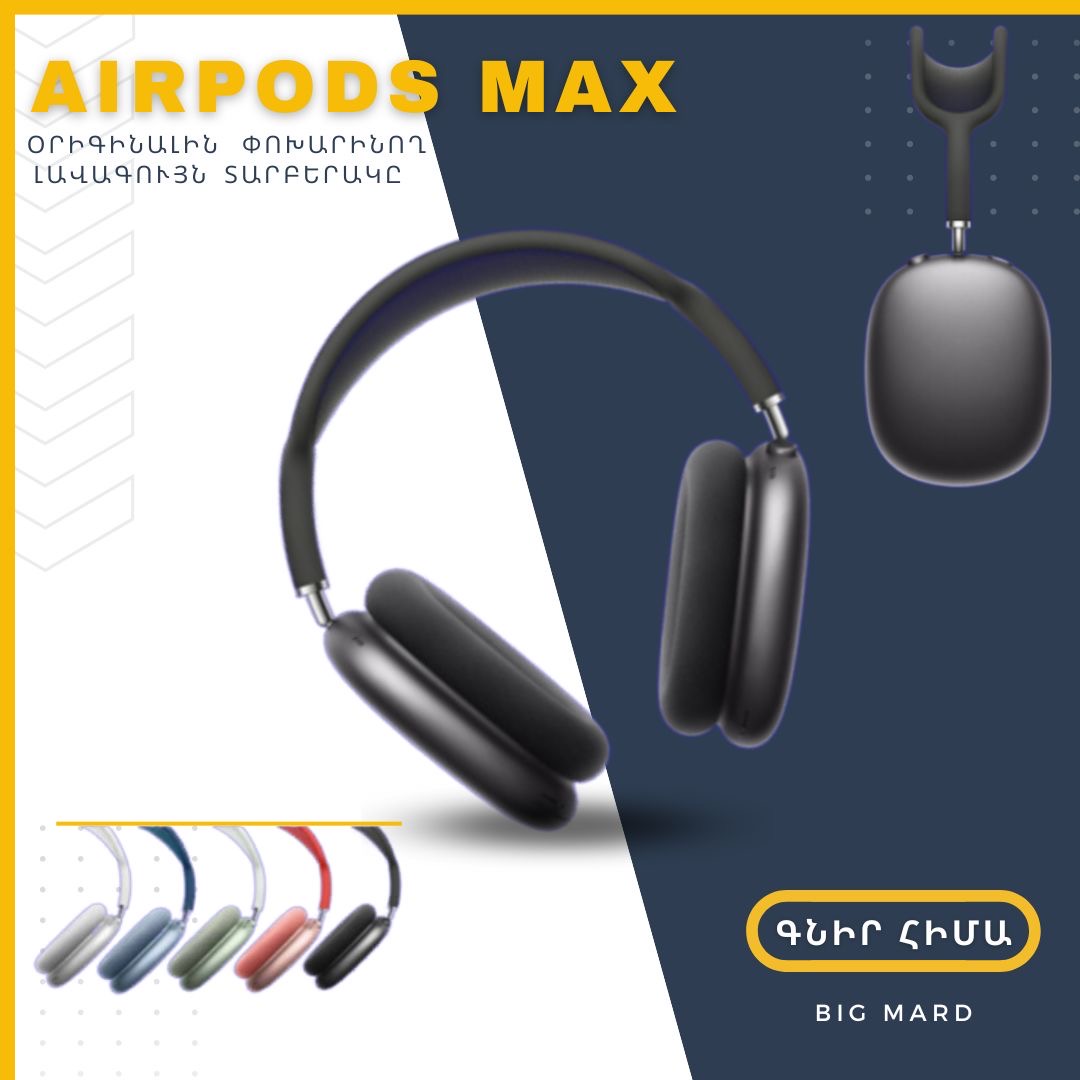 AIRPODS MAX
ՕՐԻԳԻՆԱԼԻՆ ՓՈԽԱՐԻՆՈՂ
ԼԱՎԱԳՈՒՅՆ ՏԱՐԲԵՐԱԿԸ
ԳՆԻՐ ՀԻՄԱ
BIG MARD